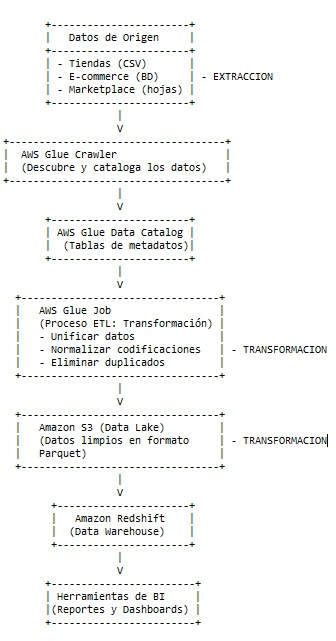 Datos de Origen
- Tiendas (CSV)
- E-commerce (BD) - EXTRACCION
- Marketplace (hojas)
AWS Glue Crawler
(Descubre y cataloga los datos)
AWS Glue Data Catalog
(Tablas de metadatos)
AWS Glue Job
(Proceso ETL: Transformación)
- Unificar datos
- Normalizar codificaciones - TRANSFORMACION
- Eliminar duplicados
Amazon S3 (Data Lake)
(Datos limpios en formato - TRANSFORMACION
Parquet)
Amazon Redshift
(Data Warehouse)
Herramientas de BI
(Reportes y Dashboards)